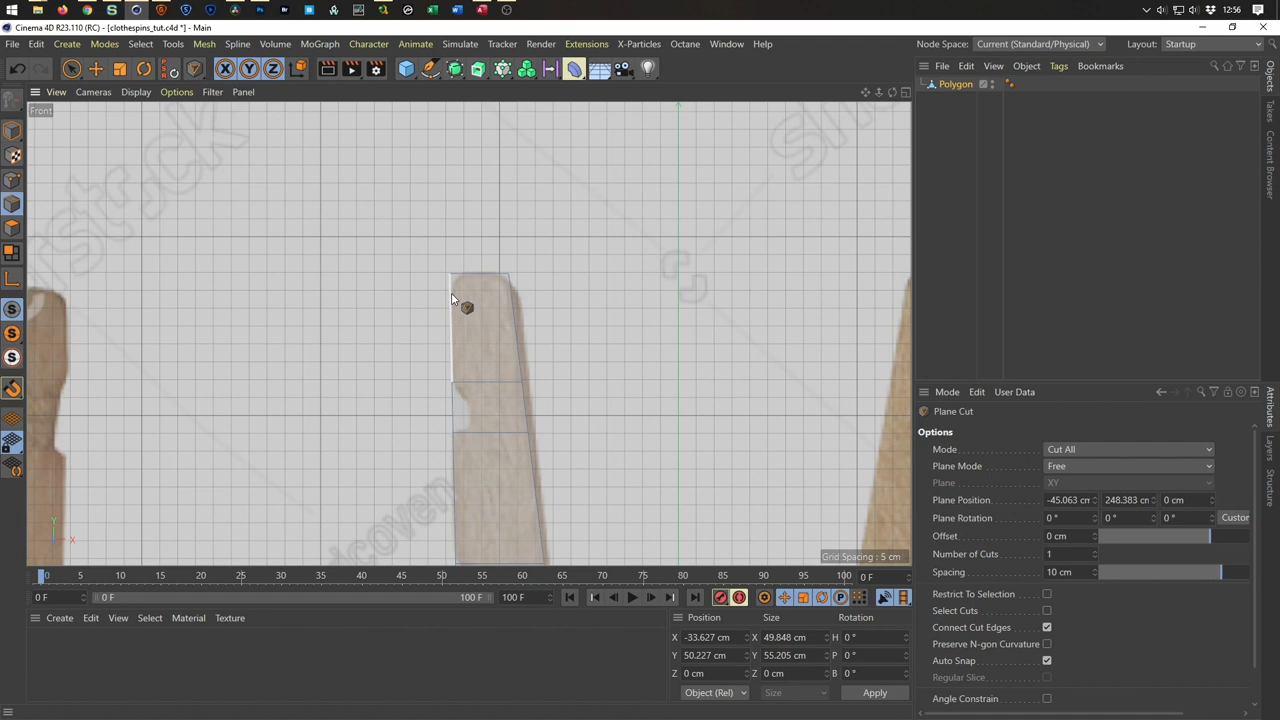 12:56
Cinema 4D R23.110 (RC) - [clothespins_tut.c4d *] - Main
File Edit Create Modes Select Tools Mesh Spline Volume MoGraph Character Animate Simulate Tracker Render Extensions X-Particles Octane Window Help
Node Space: Current (Standard/Physical) Layout: Startup
View Cameras Display Options Filter Panel
File Edit View Object Tags Bookmarks
Front
Polygon
Objects
Takes
Content Browser
Mode Edit User Data
Plane Cut
Options
Mode Cut All
Plane Mode Free
Plane XY
Plane Position -45.063 cm 248.383 cm 0 cm
Plane Rotation 0 ° 0 ° 0 ° Custor
Offset 0 cm
Number of Cuts 1
Spacing 10 cm
Restrict To Selection
Select Cuts
Connect Cut Edges
Preserve N-gon Curvature
Auto Snap
Regular Slice
Angle Constrain
Attributes
Layers
Structure
Y
X
Grid Spacing : 5 cm
0 5 10 15 20 25 30 35 40 45 50 55 60 65 70 75 80 85 90 95 100 0 F
0 F 0 F 100 F 100 F
Create Edit View Select Material Texture
Position Size Rotation
X -33.627 cm X 49.848 cm H 0 °
Y 50.227 cm Y 55.205 cm P 0 °
Z 0 cm Z 0 cm B 0 °
Object (Rel) Size Apply